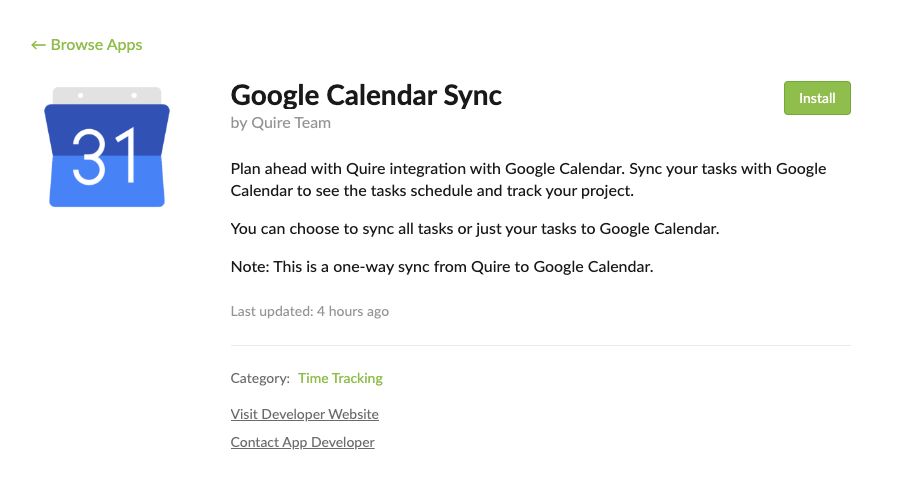 ← Browse Apps
31
Google Calendar Sync
by Quire Team
Install
Plan ahead with Quire integration with Google Calendar. Sync your tasks with Google
Calendar to see the tasks schedule and track your project.
You can choose to sync all tasks or just your tasks to Google Calendar.
Note: This is a one-way sync from Quire to Google Calendar.
Last updated: 4 hours ago
Category: Time Tracking
Visit Developer Website
Contact App Developer